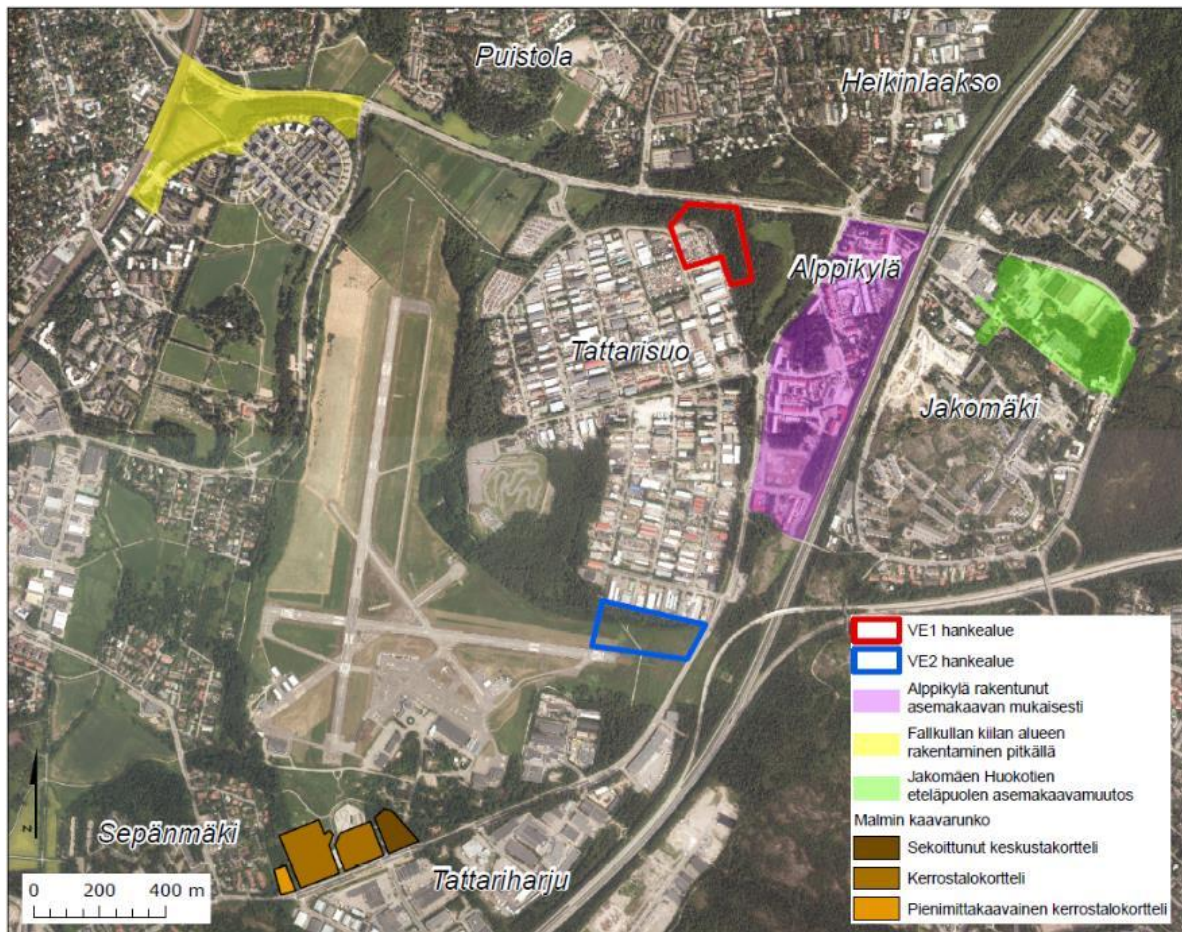 Puistola
Heikinlaakso
Alppikylä
Tattarisuo
Jakomäki
Sepänmäki
Tattariharju
N
0 200 400 m
VE1 hankealue
VE2 hankealue
Alppikylä rakentunut
asemakaavan mukaisesti
Fallkullan kiilan alueen
rakentaminen pitkällä
Jakomäen Huokotien
eteläpuolen asemakaavamuutos
Malmin kaavarunko
Sekoittunut keskustakortteli
Kerrostalokortteli
Pienimittakaavainen kerrostalokortteli